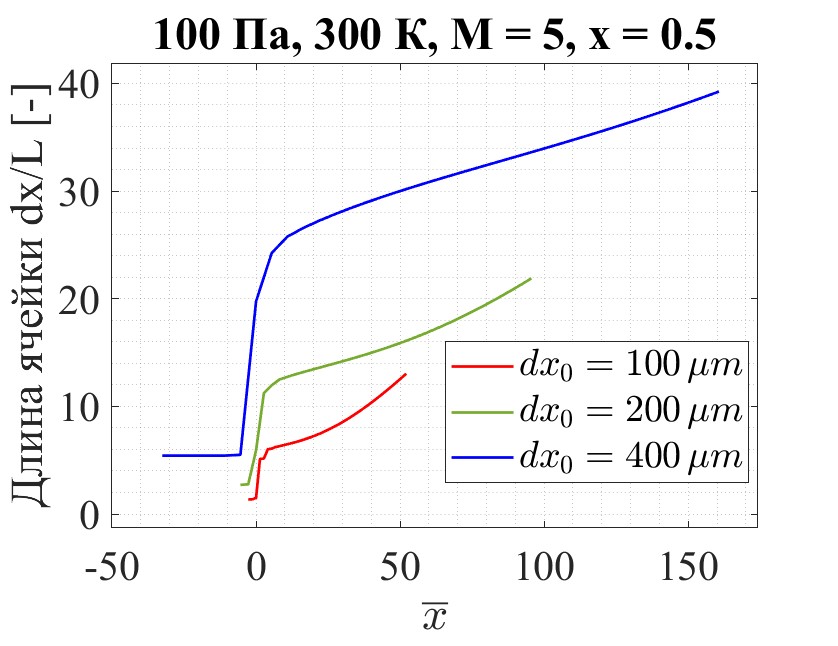 100 Па, 300 К, М = 5, x = 0.5
Длина ячейки dx/L [-]
40
30
20
10
0
-50 0 50 100 150
x̅
dx₀ = 100 μm
dx₀ = 200 μm
dx₀ = 400 μm